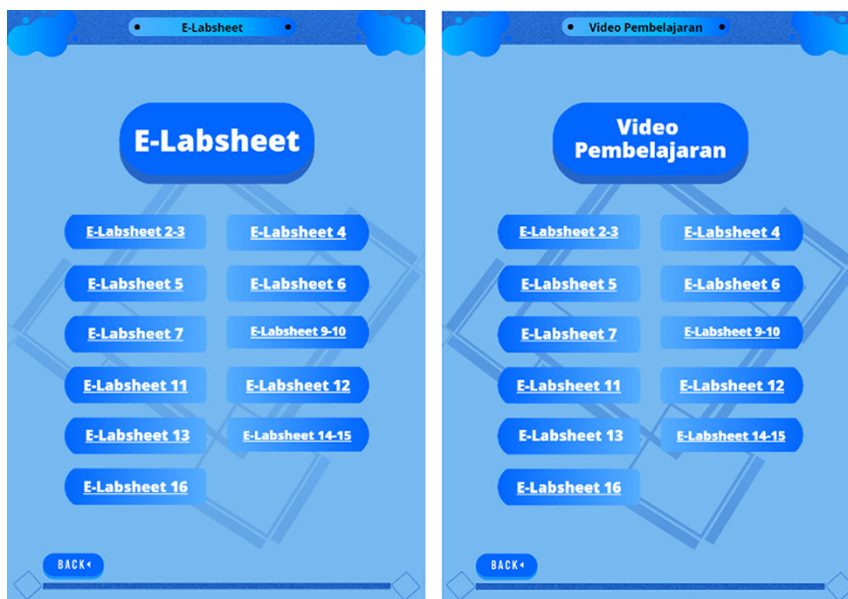 E-Labsheet
E-Labsheet
E-Labsheet 2-3
E-Labsheet 4
E-Labsheet 5
E-Labsheet 6
E-Labsheet 7
E-Labsheet 9-10
E-Labsheet 11
E-Labsheet 12
E-Labsheet 13
E-Labsheet 14-15
E-Labsheet 16
BACK
Video Pembelajaran
Video
Pembelajaran
E-Labsheet 2-3
E-Labsheet 4
E-Labsheet 5
E-Labsheet 6
E-Labsheet 7
E-Labsheet 9-10
E-Labsheet 11
E-Labsheet 12
E-Labsheet 13
E-Labsheet 14-15
E-Labsheet 16
BACK